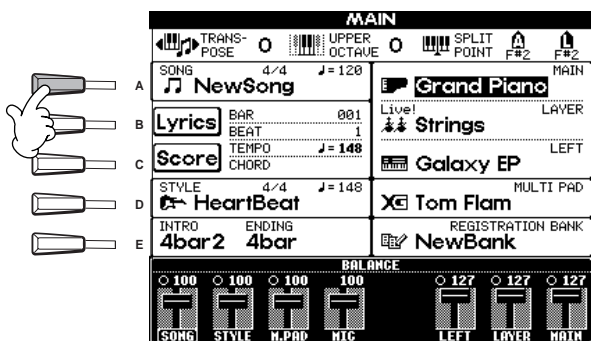 MAIN
TRANS-POSE 0 UPPER OCTAVE 0 SPLIT POINT A F#2 L F#2
SONG 4/4 ♩=120
NewSong
MAIN
Grand Piano
A
Lyrics BAR 001
BEAT 1
Live! LAYER
Strings
B
Score TEMPO ♩=148
CHORD
LEFT
Galaxy EP
C
STYLE 4/4 ♩=148
HeartBeat
MULTI PAD
Tom Flam
D
INTRO ENDING
4bar2 4bar
REGISTRATION BANK
NewBank
E
BALANCE
100 100 100 100 127 127 127
SONG STYLE M.PAD MIC LEFT LAYER MAIN